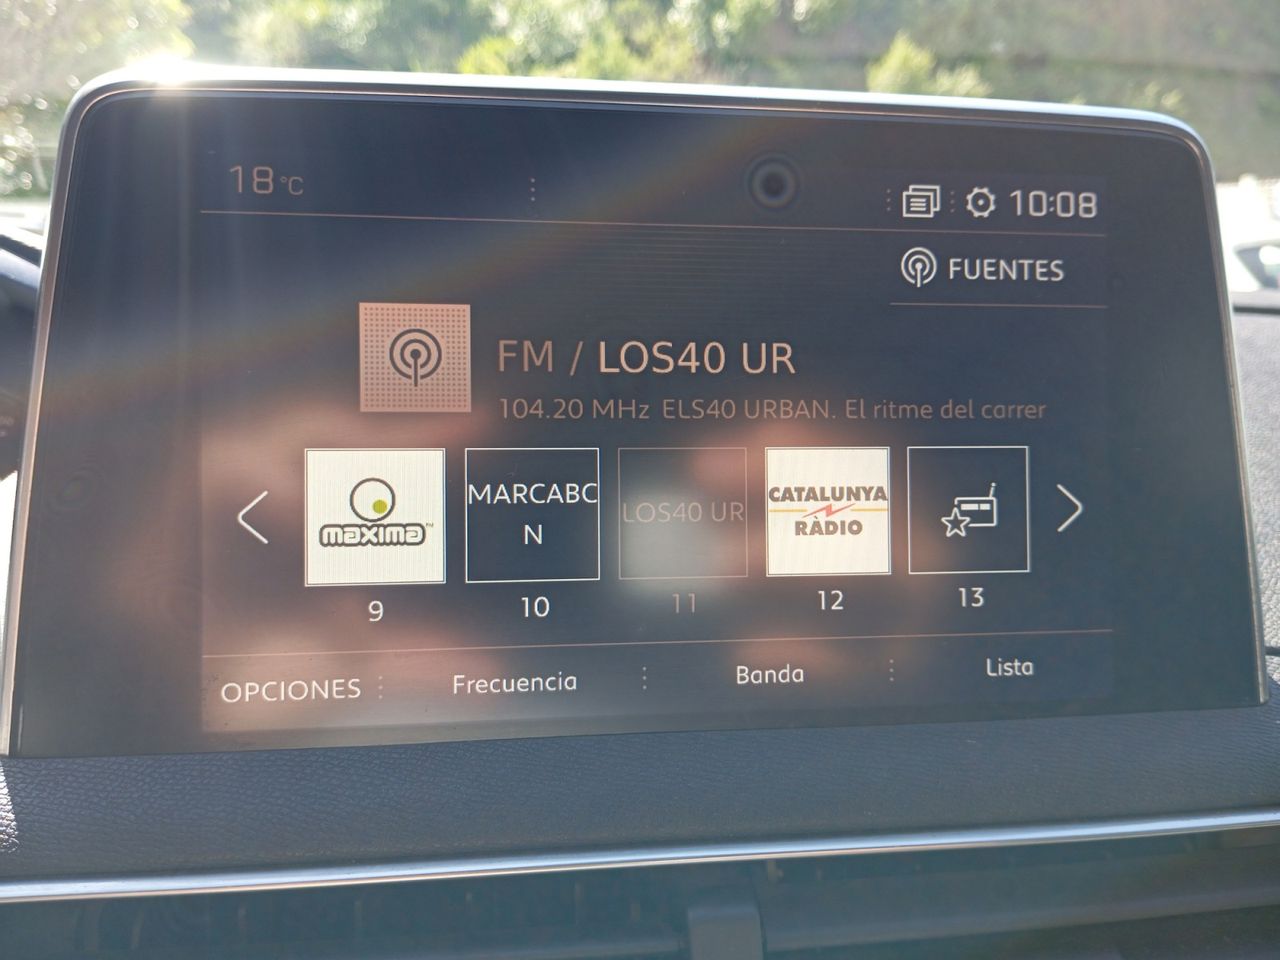 18 °C
10:08
FUENTES
FM / LOS40 UR
104.20 MHz ELS40 URBAN. El ritme del carrer
maxima™
MARCABC
N
LOS40 UR
CATALUNYA
RÀDIO
9
10
11
12
13
OPCIONES
Frecuencia
Banda
Lista